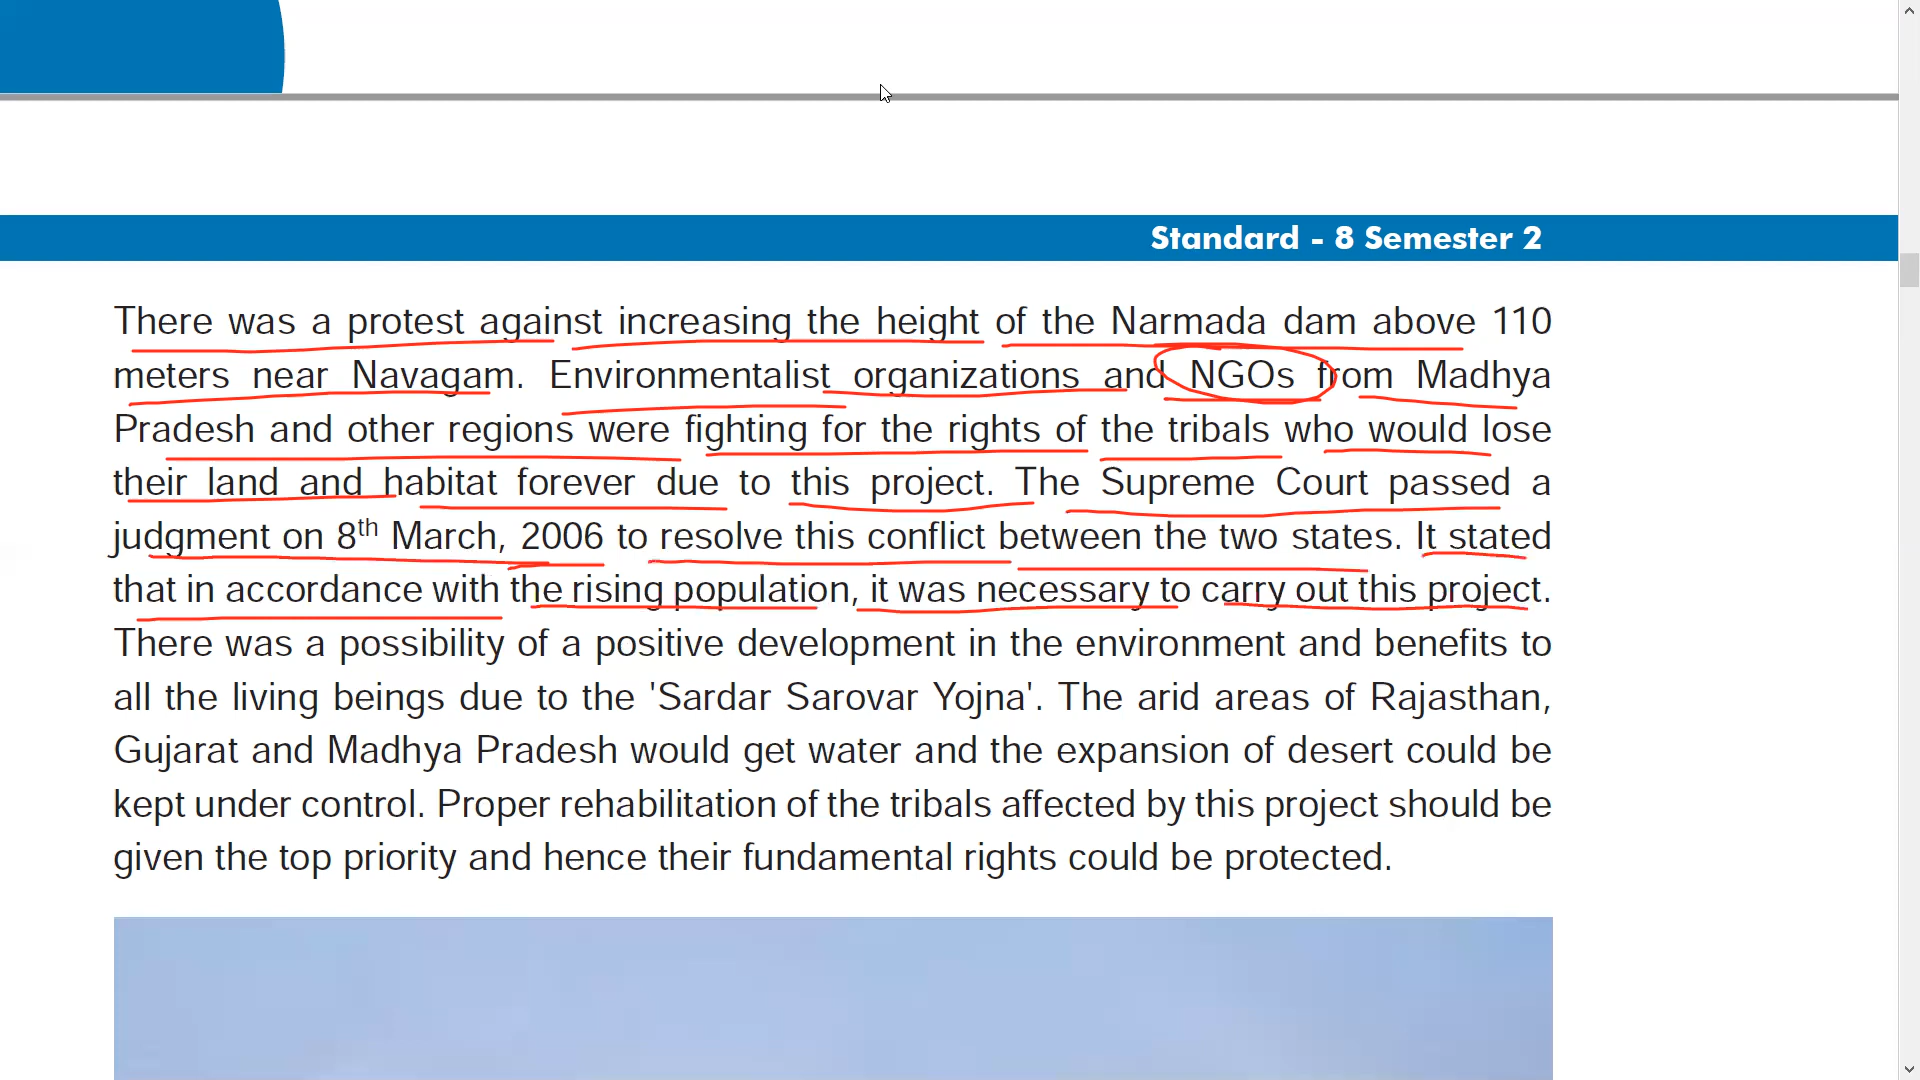 Standard - 8 Semester 2
There was a protest against increasing the height of the Narmada dam above 110
meters near Navagam. Environmentalist organizations and NGOs from Madhya
Pradesh and other regions were fighting for the rights of the tribals who would lose
their land and habitat forever due to this project. The Supreme Court passed a
judgment on 8th March, 2006 to resolve this conflict between the two states. It stated
that in accordance with the rising population, it was necessary to carry out this project.
There was a possibility of a positive development in the environment and benefits to
all the living beings due to the 'Sardar Sarovar Yojna'. The arid areas of Rajasthan,
Gujarat and Madhya Pradesh would get water and the expansion of desert could be
kept under control. Proper rehabilitation of the tribals affected by this project should be
given the top priority and hence their fundamental rights could be protected.